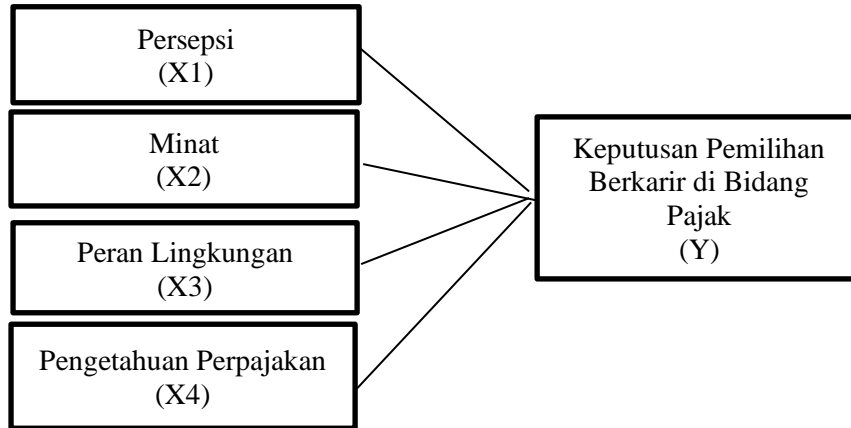 Persepsi
(X1)
Minat
(X2)
Peran Lingkungan
(X3)
Pengetahuan Perpajakan
(X4)
Keputusan Pemilihan
Berkarir di Bidang
Pajak
(Y)